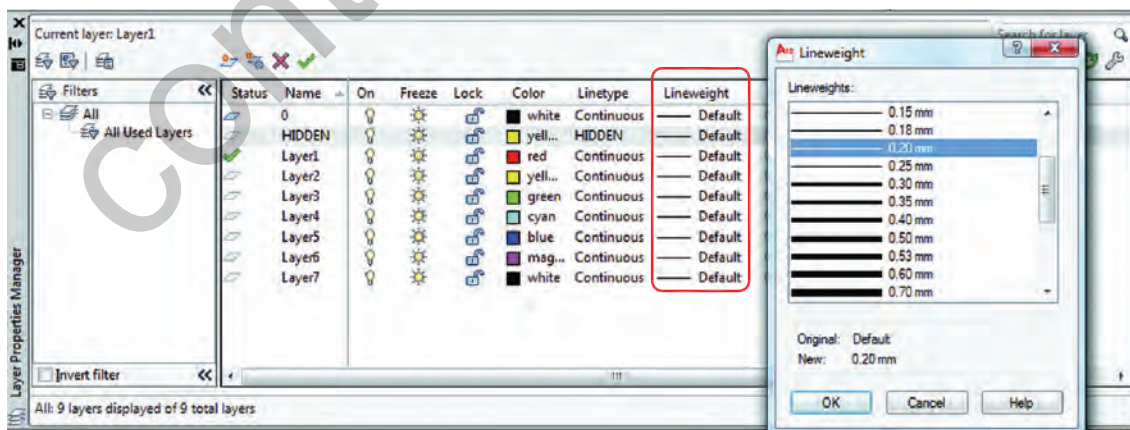 Current layer: Layer1
Search for layer
Filters
All
All Used Layers
Invert filter
Status Name On Freeze Lock Color Linetype Lineweight
0 white Continuous Default
HIDDEN yell... HIDDEN Default
Layer1 red Continuous Default
Layer2 yell... Continuous Default
Layer3 green Continuous Default
Layer4 cyan Continuous Default
Layer5 blue Continuous Default
Layer6 mag... Continuous Default
Layer7 white Continuous Default
All: 9 layers displayed of 9 total layers
Layer Properties Manager
Lineweight
Lineweights:
0.15 mm
0.18 mm
0.20 mm
0.25 mm
0.30 mm
0.35 mm
0.40 mm
0.50 mm
0.53 mm
0.60 mm
0.70 mm
Original: Default
New: 0.20 mm
OK Cancel Help